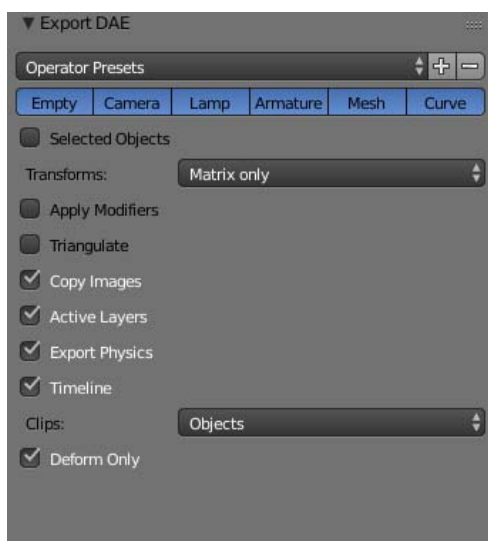 Export DAE
Operator Presets
Empty Camera Lamp Armature Mesh Curve
Selected Objects
Transforms: Matrix only
Apply Modifiers
Triangulate
Copy Images
Active Layers
Export Physics
Timeline
Clips: Objects
Deform Only